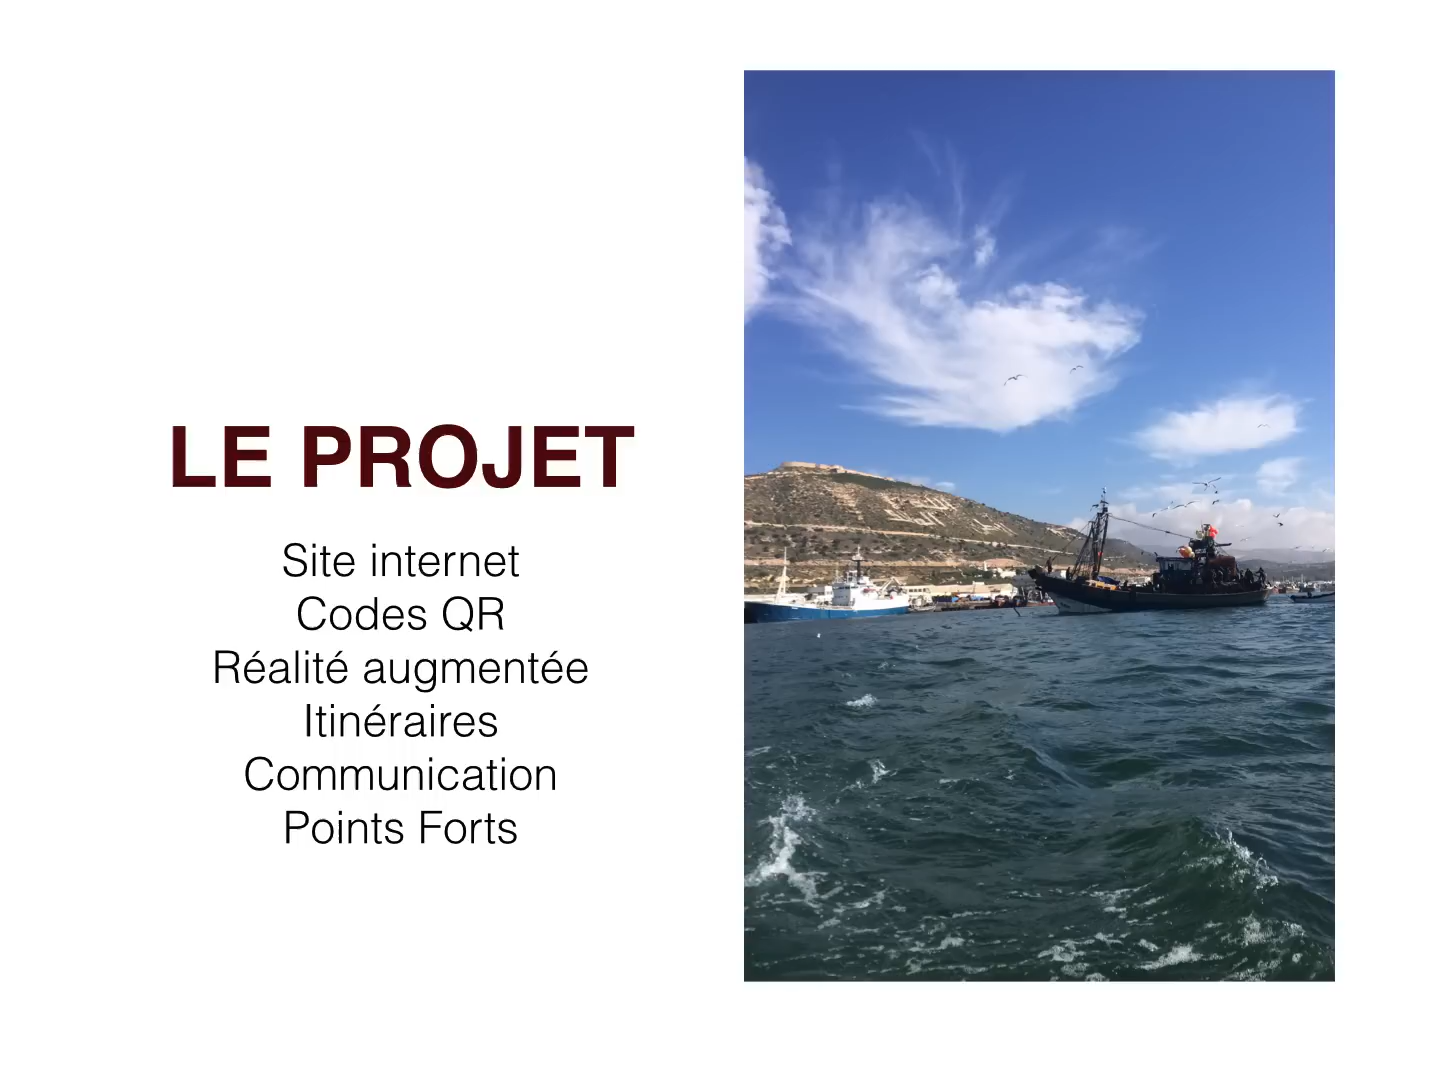 LE PROJET
Site internet
Codes QR
Réalité augmentée
Itinéraires
Communication
Points Forts